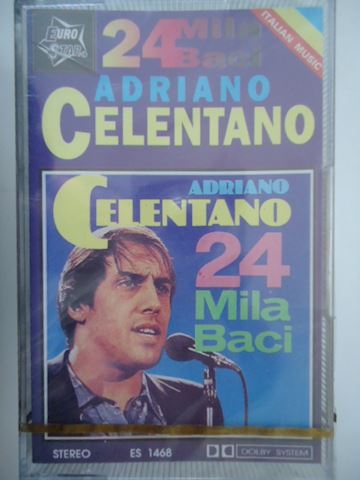 EURO
STAR
24 Mila
Baci
ITALIAN MUSIC
ADRIANO
CELENTANO
ADRIANO
CELENTANO
24
Mila
Baci
STEREO ES 1468 DOLBY SYSTEM